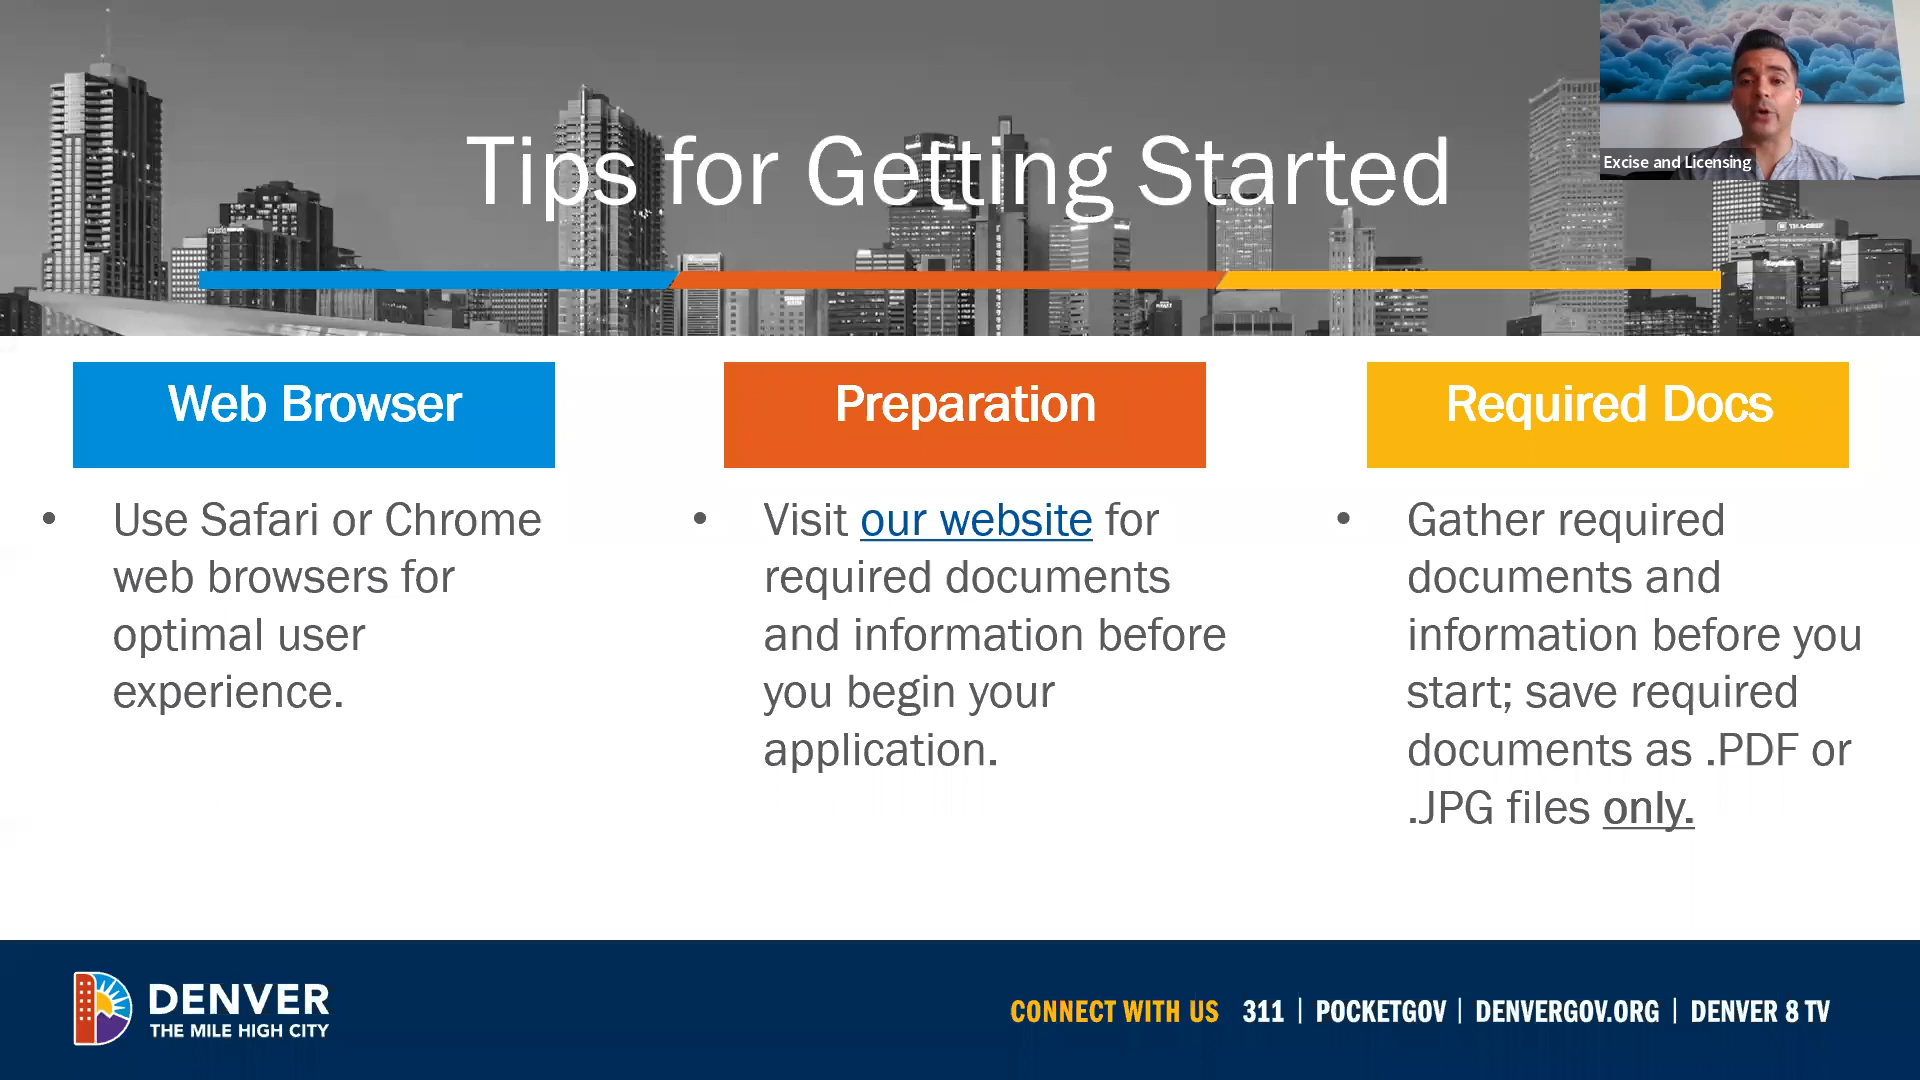 Tips for Getting Started
Excise and Licensing
Web Browser
• Use Safari or Chrome
web browsers for
optimal user
experience.
Preparation
• Visit our website for
required documents
and information before
you begin your
application.
Required Docs
• Gather required
documents and
information before you
start; save required
documents as .PDF or
.JPG files only.
DENVER
THE MILE HIGH CITY
CONNECT WITH US 311 | POCKETGOV | DENVERGOV.ORG | DENVER 8 TV